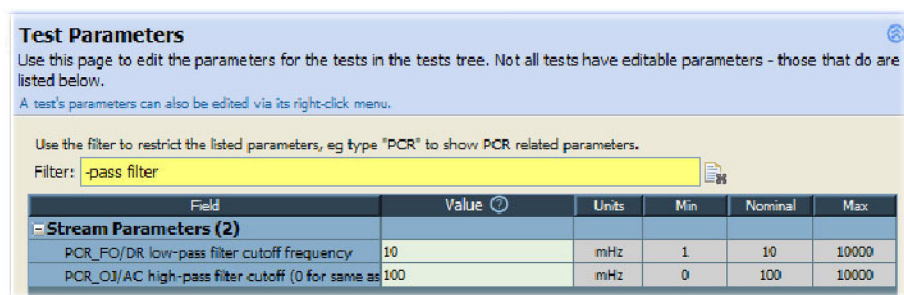 Test Parameters
Use this page to edit the parameters for the tests in the tests tree. Not all tests have editable parameters - those that do are
listed below.
A test's parameters can also be edited via its right-click menu.
Use the filter to restrict the listed parameters, eg type "PCR" to show PCR related parameters.
Filter: -pass filter
Field Value Units Min Nominal Max
Stream Parameters (2)
PCR_FO/DR low-pass filter cutoff frequency 10 mHz 1 10 10000
PCR_OJ/AC high-pass filter cutoff (0 for same as 100 mHz 0 100 10000